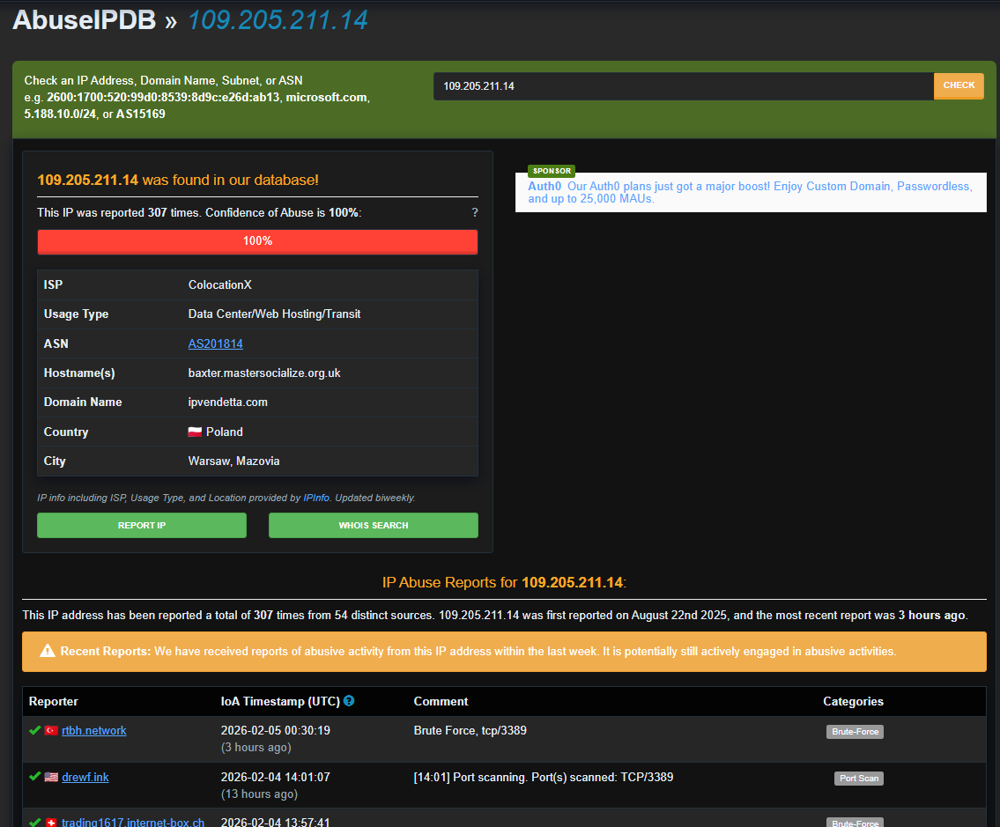 AbuseIPDB » 109.205.211.14
Check an IP Address, Domain Name, Subnet, or ASN
e.g. 2600:1700:520:99d0:8539:8d9c:e26d:ab13, microsoft.com,
5.188.10.0/24, or AS15169
109.205.211.14
CHECK
109.205.211.14 was found in our database!
This IP was reported 307 times. Confidence of Abuse is 100%: ?
100%
ISP ColocationX
Usage Type Data Center/Web Hosting/Transit
ASN AS201814
Hostname(s) baxter.mastersocialize.org.uk
Domain Name ipvendetta.com
Country Poland
City Warsaw, Mazovia
IP info including ISP, Usage Type, and Location provided by IPInfo. Updated biweekly.
REPORT IP WHOIS SEARCH
SPONSOR
Auth0 Our Auth0 plans just got a major boost! Enjoy Custom Domain, Passwordless,
and up to 25,000 MAUs.
IP Abuse Reports for 109.205.211.14:
This IP address has been reported a total of 307 times from 54 distinct sources. 109.205.211.14 was first reported on August 22nd 2025, and the most recent report was 3 hours ago.
Recent Reports: We have received reports of abusive activity from this IP address within the last week. It is potentially still actively engaged in abusive activities.
Reporter IoA Timestamp (UTC) ? Comment Categories
rtbh.network 2026-02-05 00:30:19 Brute Force, tcp/3389 Brute-Force
(3 hours ago)
drewf.ink 2026-02-04 14:01:07 [14:01] Port scanning. Port(s) scanned: TCP/3389 Port Scan
(13 hours ago)
trading1617.internet-box.ch 2026-02-04 13:57:41 Brute-Force